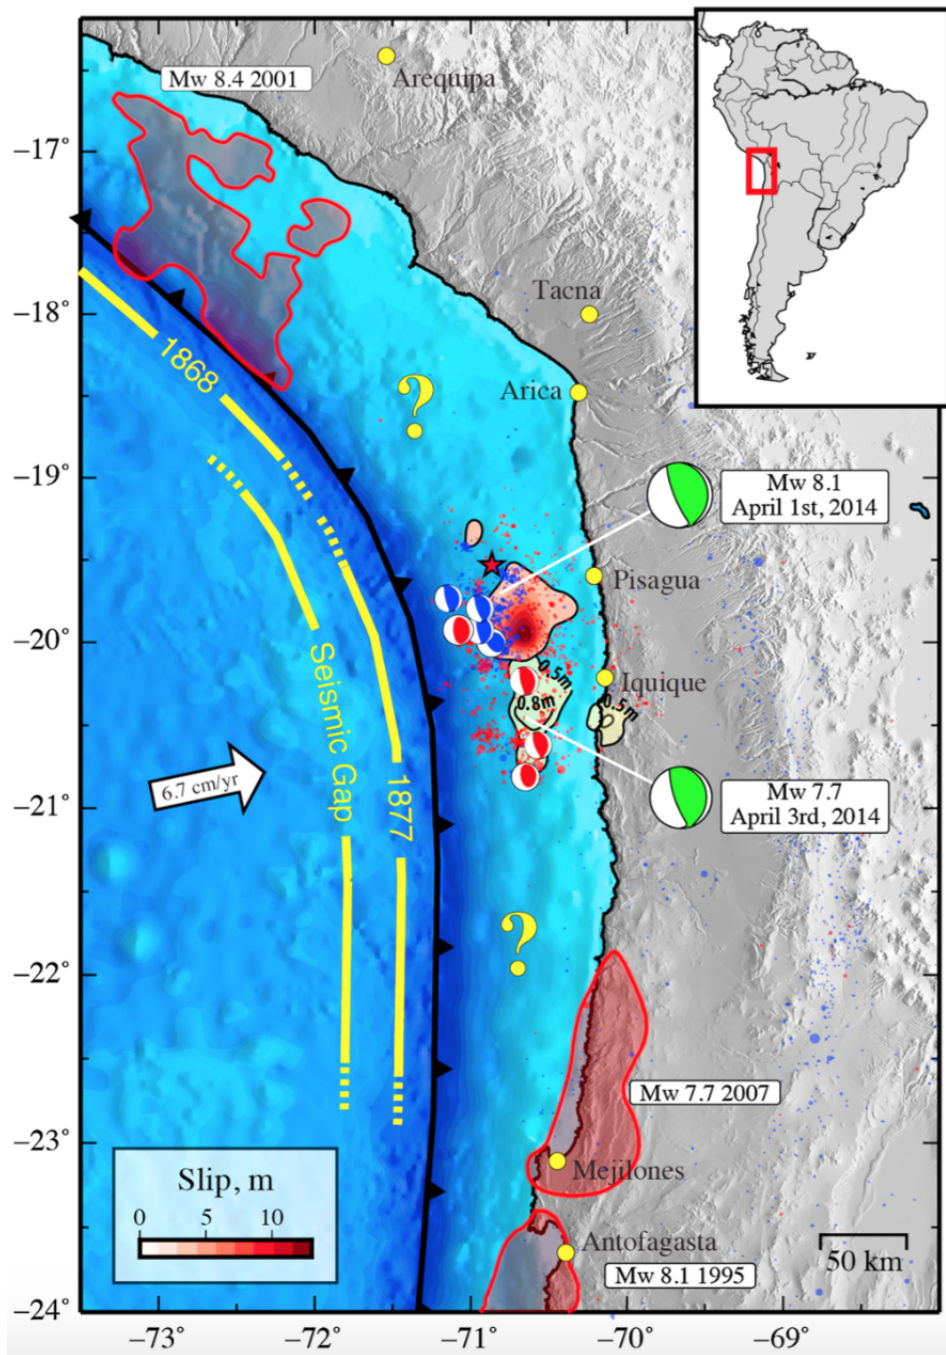 Mw 8.4 2001
Arequipa
−17°
Tacna
−18°
1868
?
Arica
−19°
Mw 8.1
April 1st, 2014
Pisagua
−20°
0.5m
Iquique
0.8m
0.5m
Seismic Gap
6.7 cm/yr
1877
Mw 7.7
April 3rd, 2014
−21°
?
−22°
Mw 7.7 2007
−23°
Mejilones
Slip, m
0 5 10
Antofagasta
Mw 8.1 1995
50 km
−24°
−73° −72° −71° −70° −69°